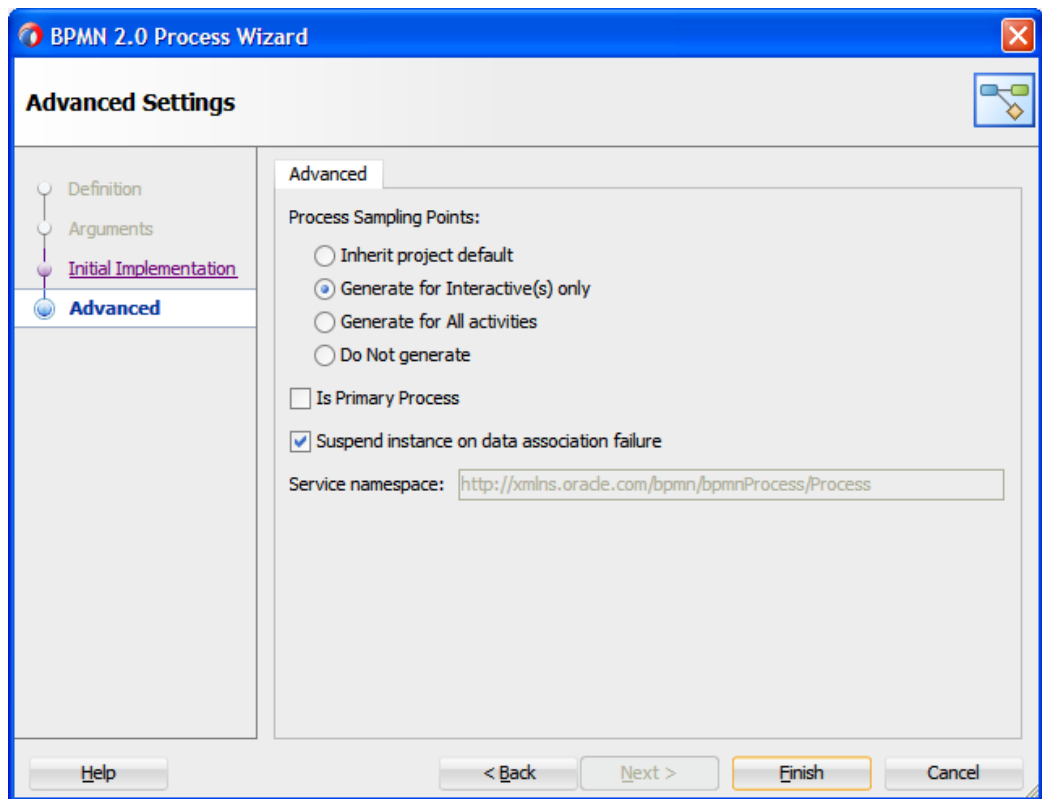 BPMN 2.0 Process Wizard
Advanced Settings
Definition
Arguments
Initial Implementation
Advanced
Advanced
Process Sampling Points:
Inherit project default
Generate for Interactive(s) only
Generate for All activities
Do Not generate
Is Primary Process
Suspend instance on data association failure
Service namespace: http://xmlns.oracle.com/bpmn/bpmnProcess/Process
Help < Back Next > Finish Cancel